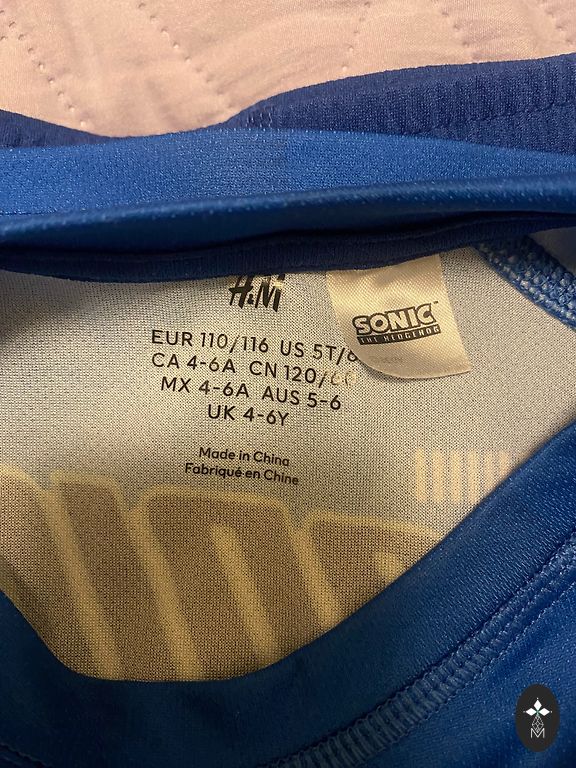 H&M
SONIC
THE HEDGEHOG
EUR 110/116 US 5T/6
CA 4-6A CN 120/60
MX 4-6A AUS 5-6
UK 4-6Y
Made in China
Fabriqué en Chine